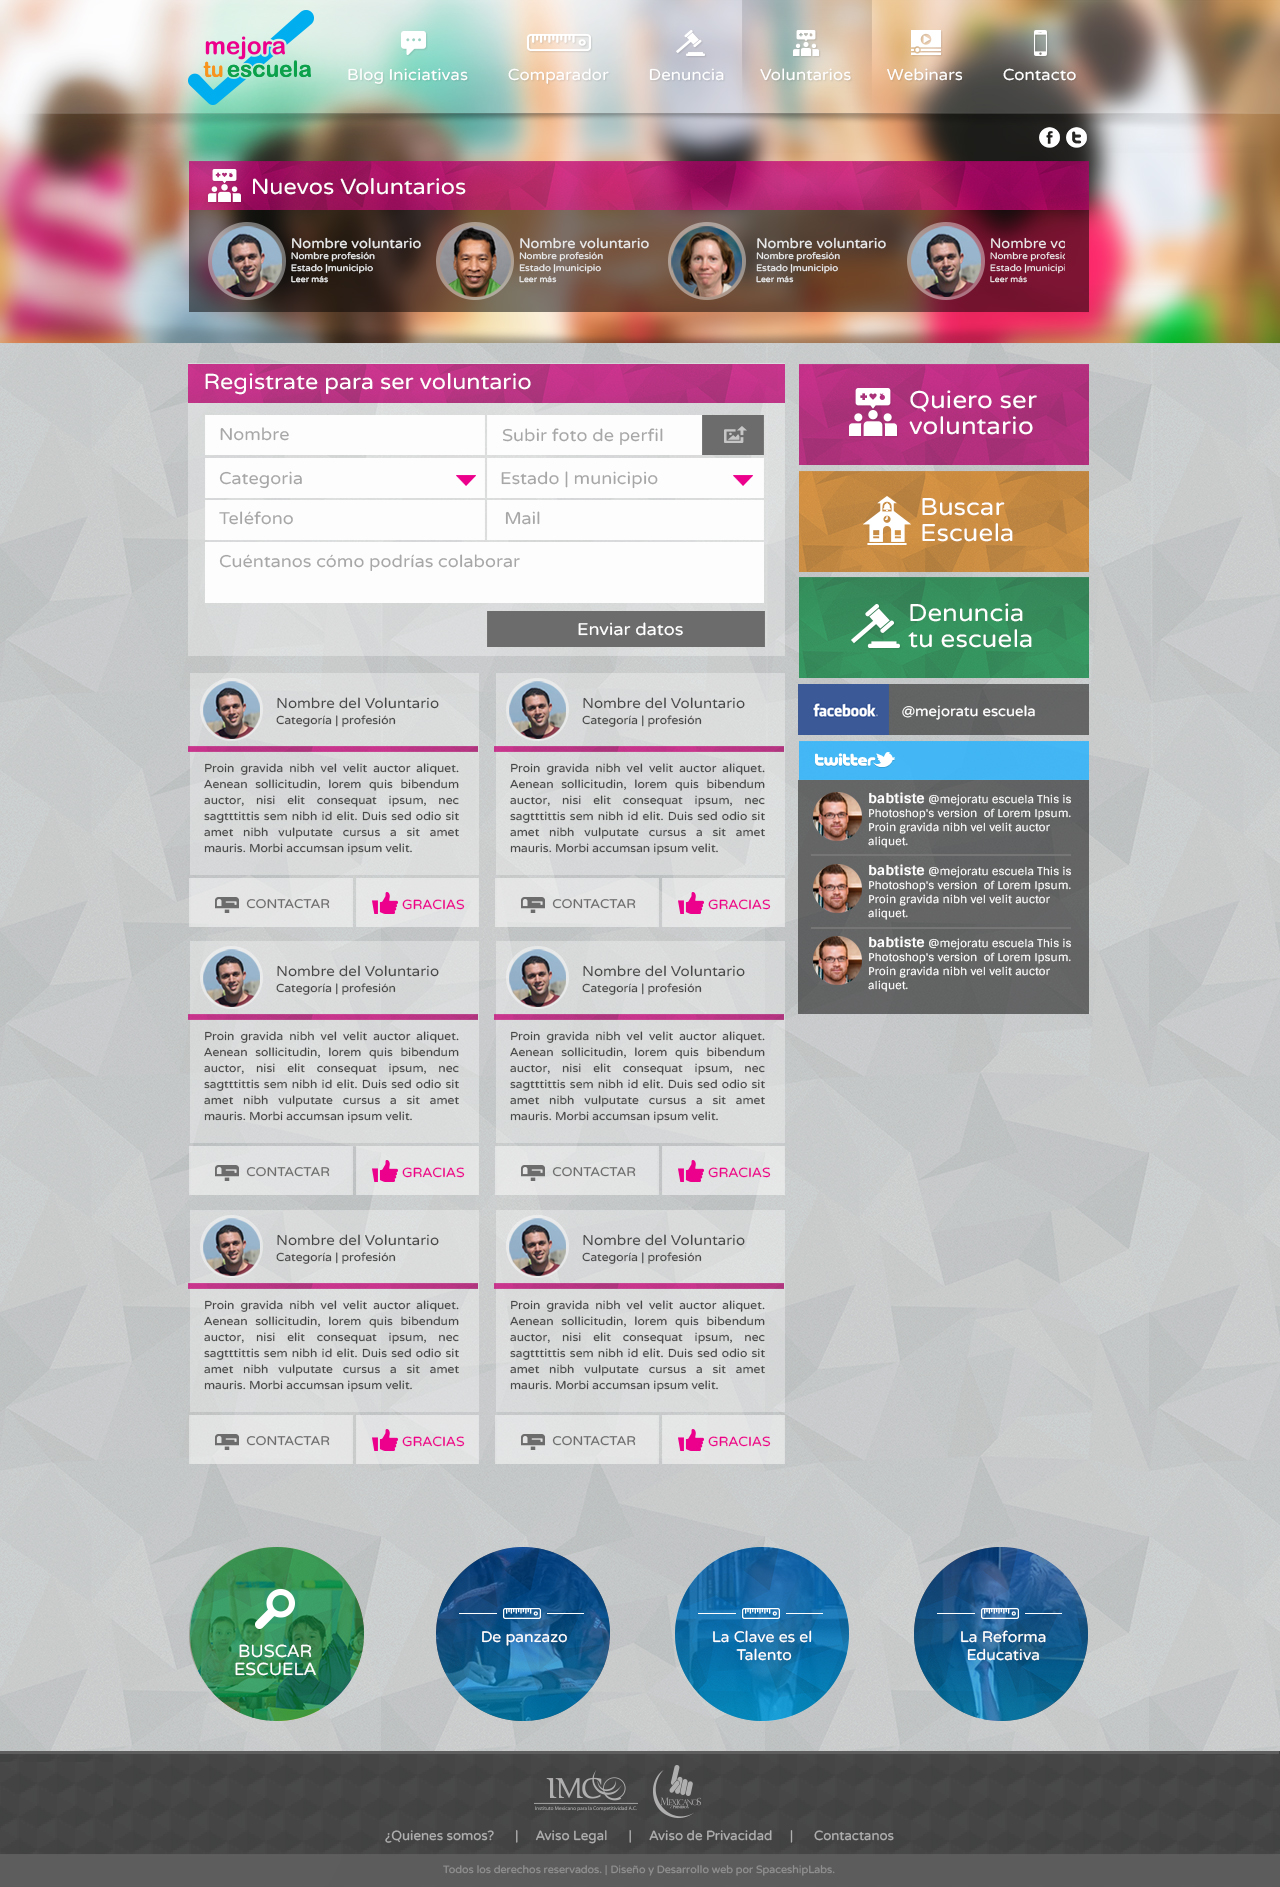 mejora
tu escuela
Blog Iniciativas
Comparador
Denuncia
Voluntarios
Webinars
Contacto
Nuevos Voluntarios
Nombre voluntario
Nombre profesión
Estado |municipio
Leer más
Nombre voluntario
Nombre profesión
Estado |municipio
Leer más
Nombre voluntario
Nombre profesión
Estado |municipio
Leer más
Nombre vo
Nombre profesic
Estado |municipi
Leer más
Registrate para ser voluntario
Nombre
Subir foto de perfil
Categoria
Estado | municipio
Teléfono
Mail
Cuéntanos cómo podrías colaborar
Enviar datos
Quiero ser
voluntario
Buscar
Escuela
Denuncia
tu escuela
facebook.
@mejoratu escuela
twitter
babtiste @mejoratu escuela This is
Photoshop's version of Lorem Ipsum.
Proin gravida nibh vel velit auctor
aliquet.
babtiste @mejoratu escuela This is
Photoshop's version of Lorem Ipsum.
Proin gravida nibh vel velit auctor
aliquet.
babtiste @mejoratu escuela This is
Photoshop's version of Lorem Ipsum.
Proin gravida nibh vel velit auctor
aliquet.
Nombre del Voluntario
Categoría | profesión
Proin gravida nibh vel velit auctor aliquet.
Aenean sollicitudin, lorem quis bibendum
auctor, nisi elit consequat ipsum, nec
sagtttittis sem nibh id elit. Duis sed odio sit
amet nibh vulputate cursus a sit amet
mauris. Morbi accumsan ipsum velit.
CONTACTAR
GRACIAS
Nombre del Voluntario
Categoría | profesión
Proin gravida nibh vel velit auctor aliquet.
Aenean sollicitudin, lorem quis bibendum
auctor, nisi elit consequat ipsum, nec
sagtttittis sem nibh id elit. Duis sed odio sit
amet nibh vulputate cursus a sit amet
mauris. Morbi accumsan ipsum velit.
CONTACTAR
GRACIAS
Nombre del Voluntario
Categoría | profesión
Proin gravida nibh vel velit auctor aliquet.
Aenean sollicitudin, lorem quis bibendum
auctor, nisi elit consequat ipsum, nec
sagtttittis sem nibh id elit. Duis sed odio sit
amet nibh vulputate cursus a sit amet
mauris. Morbi accumsan ipsum velit.
CONTACTAR
GRACIAS
Nombre del Voluntario
Categoría | profesión
Proin gravida nibh vel velit auctor aliquet.
Aenean sollicitudin, lorem quis bibendum
auctor, nisi elit consequat ipsum, nec
sagtttittis sem nibh id elit. Duis sed odio sit
amet nibh vulputate cursus a sit amet
mauris. Morbi accumsan ipsum velit.
CONTACTAR
GRACIAS
Nombre del Voluntario
Categoría | profesión
Proin gravida nibh vel velit auctor aliquet.
Aenean sollicitudin, lorem quis bibendum
auctor, nisi elit consequat ipsum, nec
sagtttittis sem nibh id elit. Duis sed odio sit
amet nibh vulputate cursus a sit amet
mauris. Morbi accumsan ipsum velit.
CONTACTAR
GRACIAS
Nombre del Voluntario
Categoría | profesión
Proin gravida nibh vel velit auctor aliquet.
Aenean sollicitudin, lorem quis bibendum
auctor, nisi elit consequat ipsum, nec
sagtttittis sem nibh id elit. Duis sed odio sit
amet nibh vulputate cursus a sit amet
mauris. Morbi accumsan ipsum velit.
CONTACTAR
GRACIAS
BUSCAR
ESCUELA
De panzazo
La Clave es el
Talento
La Reforma
Educativa
IMCO
Instituto Mexicano para la Competitividad A.C.
MEXICANOS
¿Quienes somos? | Aviso Legal | Aviso de Privacidad | Contactanos
Todos los derechos reservados. | Diseño y Desarrollo web por SpaceshipLabs.